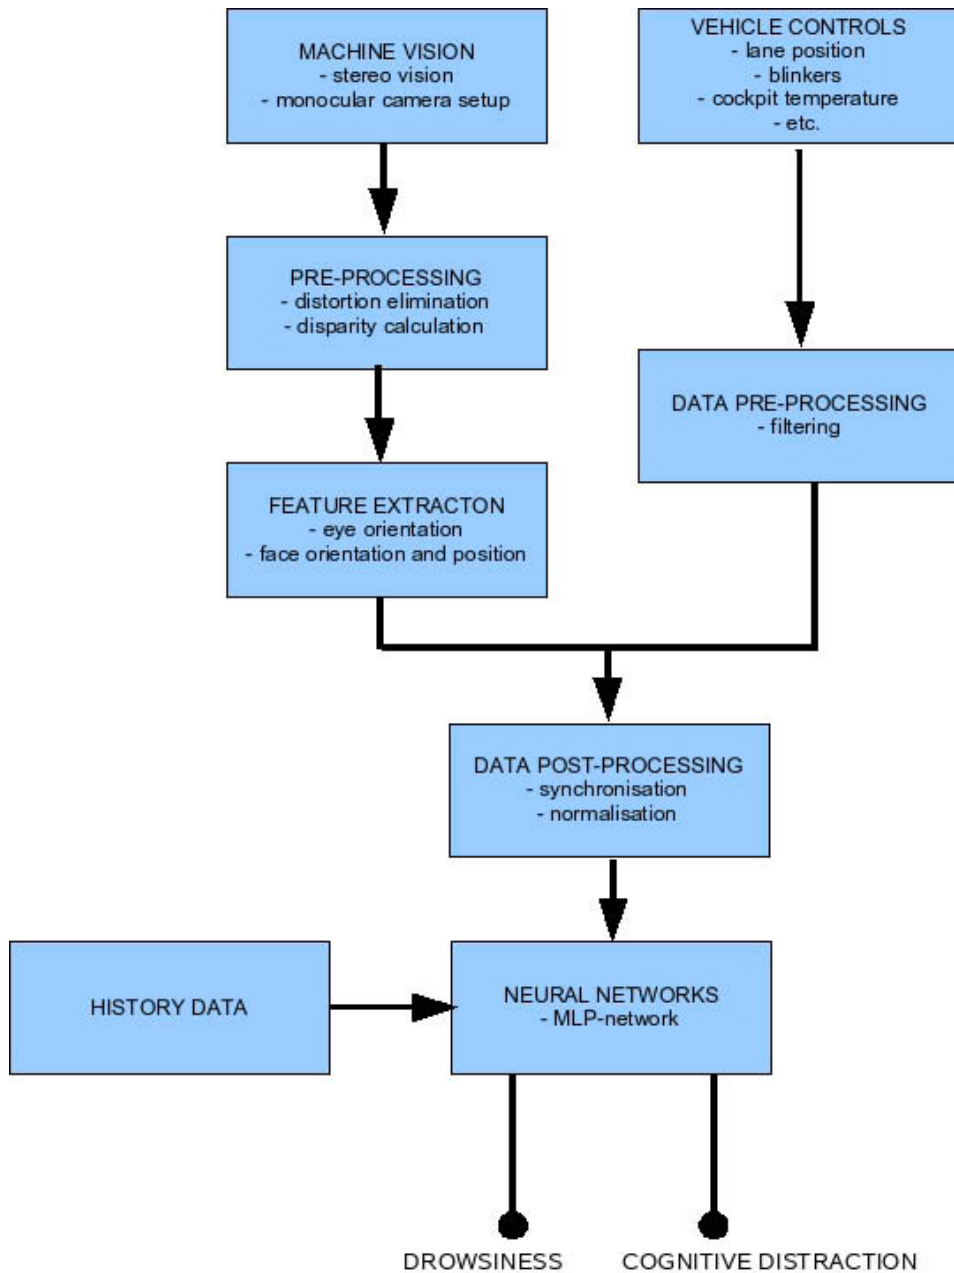 MACHINE VISION
- stereo vision
- monocular camera setup
VEHICLE CONTROLS
- lane position
- blinkers
- cockpit temperature
- etc.
PRE-PROCESSING
- distortion elimination
- disparity calculation
DATA PRE-PROCESSING
- filtering
FEATURE EXTRACTON
- eye orientation
- face orientation and position
DATA POST-PROCESSING
- synchronisation
- normalisation
HISTORY DATA
NEURAL NETWORKS
- MLP-network
DROWSINESS
COGNITIVE DISTRACTION